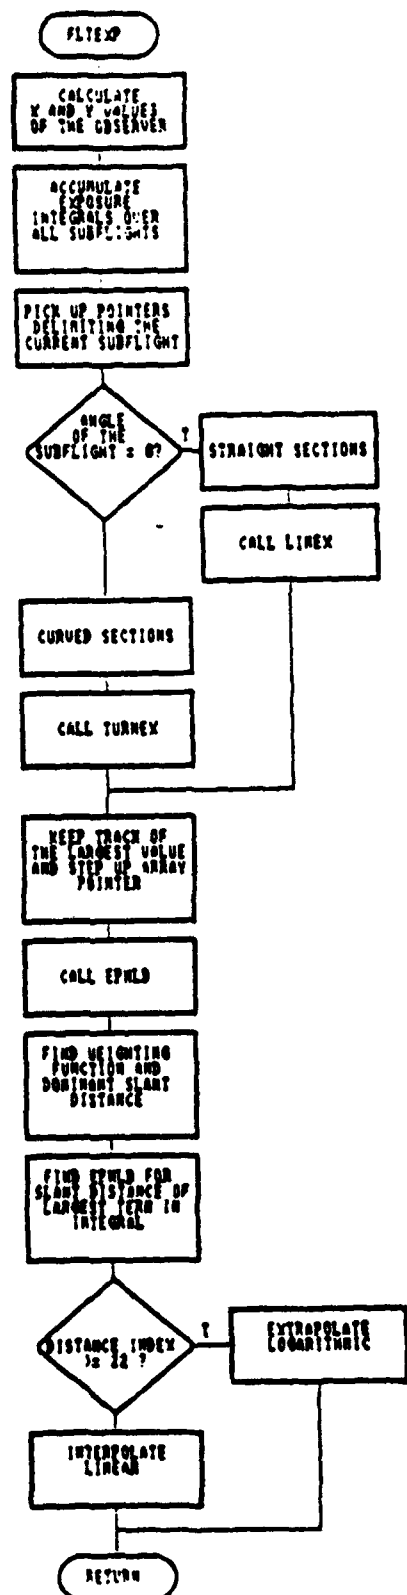 FLTEXP
CALCULATE
X AND Y VALUES
OF THE OBSERVER
ACCUMULATE
EXPOSURE
INTEGRALS OVER
ALL SUBFLIGHTS
PICK UP POINTERS
DELIMITING THE
CURRENT SUBFLIGHT
ANGLE
OF THE
SUBFLIGHT = 0?
T
STRAIGHT SECTIONS
CALL LINEX
CURVED SECTIONS
CALL TURNEX
KEEP TRACK OF
THE LARGEST VALUE
AND STEP UP ARRAY
POINTER
CALL EPNLD
FIND WEIGHTING
FUNCTION AND
DOMINANT SLANT
DISTANCE
FIND EPNLD FOR
SLANT DISTANCE OF
LARGEST TERM IN
INTEGRAL
DISTANCE INDEX
>= 22 ?
T
EXTRAPOLATE
LOGARITHMIC
INTERPOLATE
LINEAR
RETURN